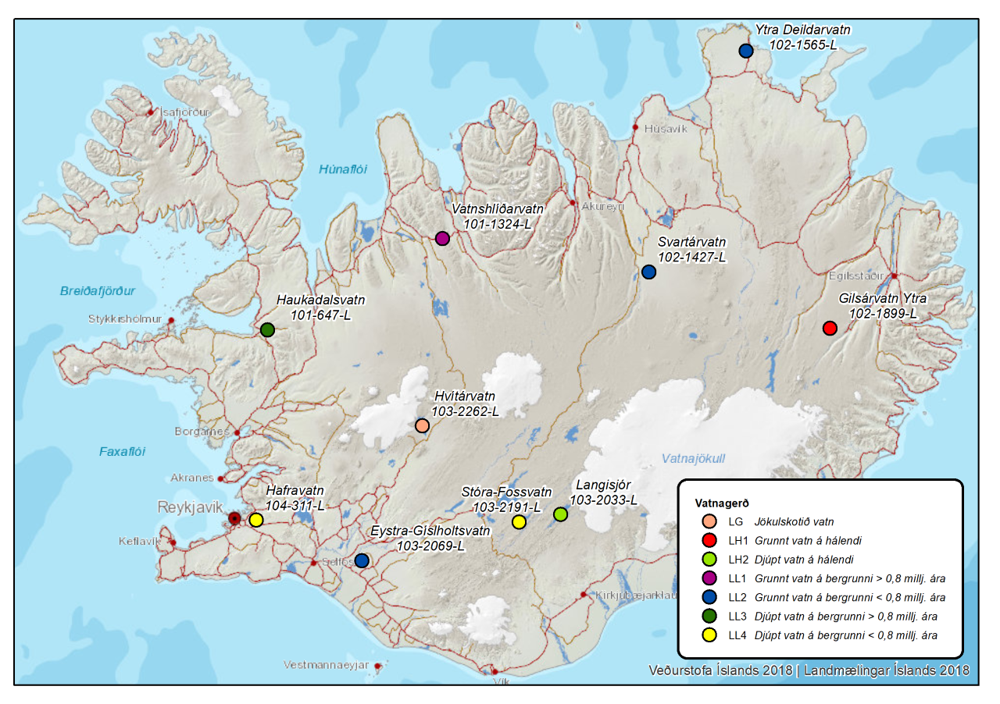 Ytra Deildarvatn
102-1565-L
Ísafjörður
Húsavík
Húnaflói
Vatnshlíðarvatn
101-1324-L
Akureyri
Svartárvatn
102-1427-L
Egilsstaðir
Breiðafjörður
Haukadalsvatn
101-647-L
Gilsárvatn Ytra
102-1899-L
Stykkishólmur
Hvítárvatn
103-2262-L
Borgarnes
Faxaflói
Vatnajökull
Akranes
Hafravatn
104-311-L
Stóra-Fossvatn
103-2191-L
Langisjór
103-2033-L
Reykjavík
Eystra-Gíslholtsvatn
103-2069-L
Keflavík
Selfos
Kirkjubæjarklau
Vatnagerð
LG Jökulskotið vatn
LH1 Grunnt vatn á hálendi
LH2 Djúpt vatn á hálendi
LL1 Grunnt vatn á bergrunni > 0,8 millj. ára
LL2 Grunnt vatn á bergrunni < 0,8 millj. ára
LL3 Djúpt vatn á bergrunni > 0,8 millj. ára
LL4 Djúpt vatn á bergrunni < 0,8 millj. ára
Vestmannaeyjar
Vík
Veðurstofa Íslands 2018 | Landmælingar Íslands 2018